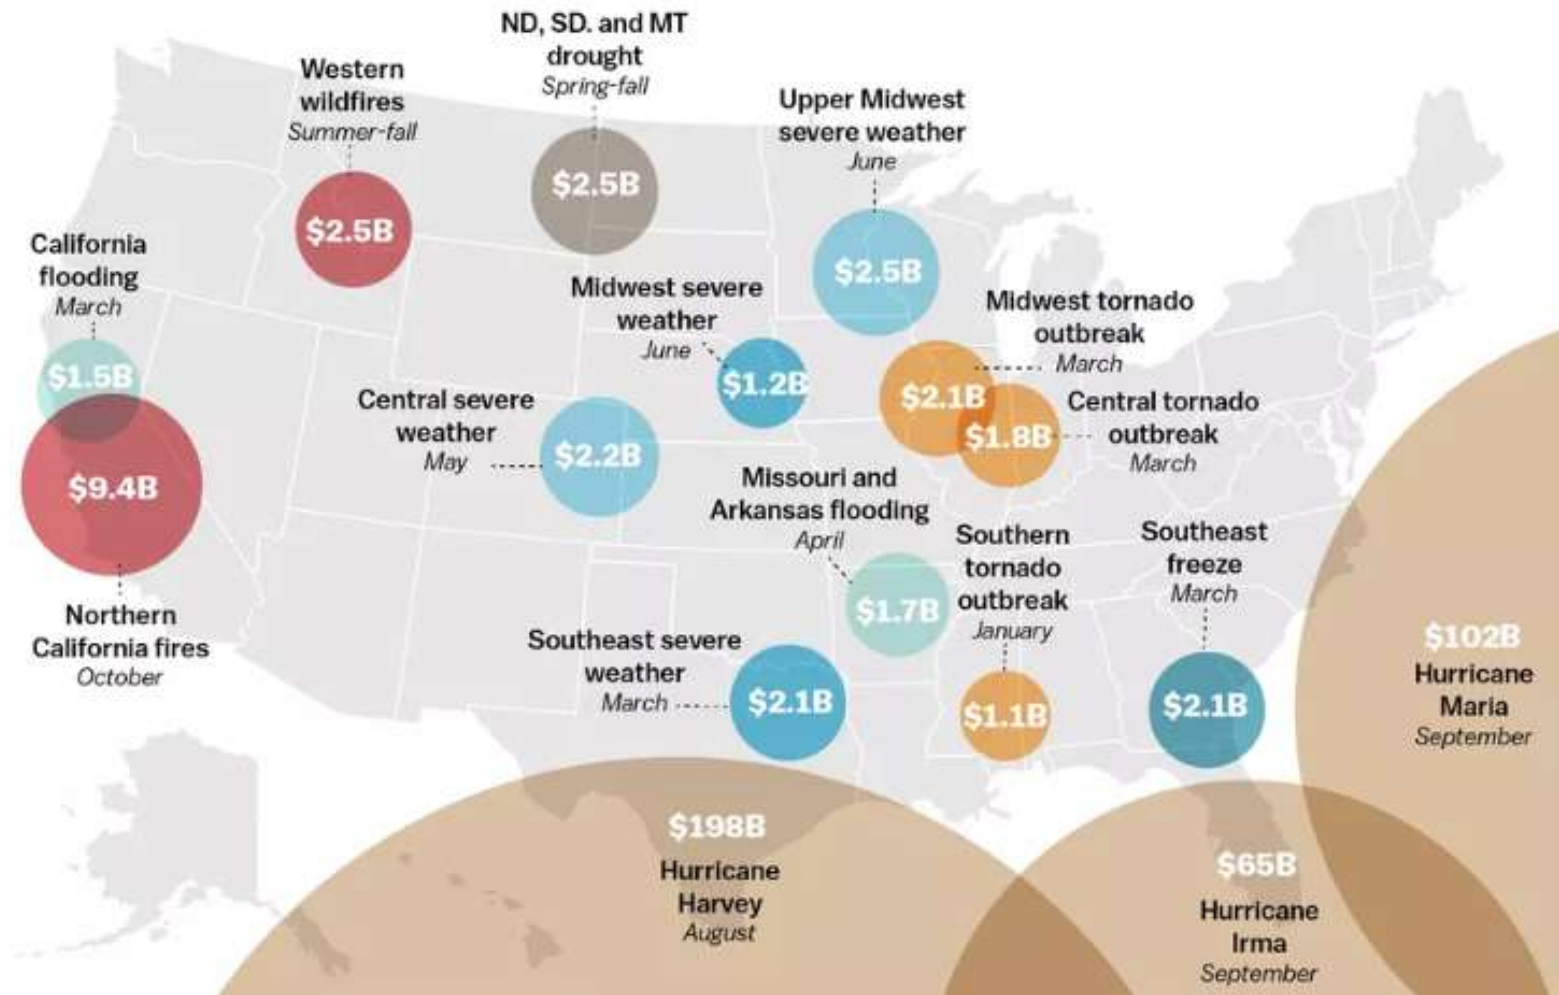 ND, SD. and MT
drought
Spring-fall
$2.5B
Western
wildfires
Summer-fall
$2.5B
Upper Midwest
severe weather
June
$2.5B
California
flooding
March
$1.5B
Midwest severe
weather
June
$1.2B
Midwest tornado
outbreak
March
$2.1B
Central severe
weather
May
$2.2B
Central tornado
outbreak
March
$1.8B
$9.4B
Northern
California fires
October
Missouri and
Arkansas flooding
April
$1.7B
Southern
tornado
outbreak
January
$1.1B
Southeast
freeze
March
$2.1B
Southeast severe
weather
March
$2.1B
$102B
Hurricane
Maria
September
$198B
Hurricane
Harvey
August
$65B
Hurricane
Irma
September